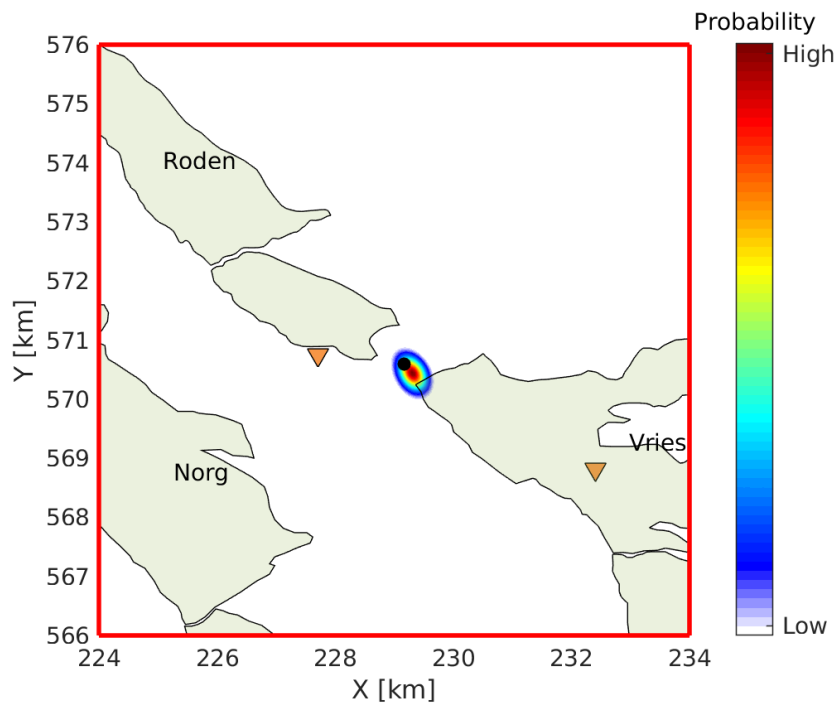 Probability
High
Low
576
575
574
573
572
571
570
569
568
567
566
Y [km]
Roden
Norg
Vries
224
226
228
230
232
234
X [km]